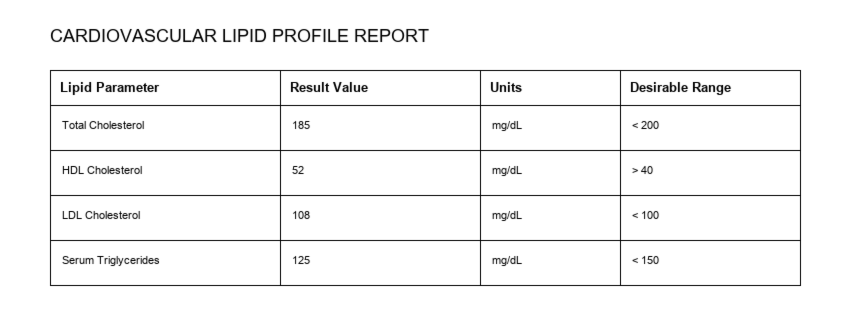 CARDIOVASCULAR LIPID PROFILE REPORT
Lipid Parameter Result Value Units Desirable Range
Total Cholesterol 185 mg/dL < 200
HDL Cholesterol 52 mg/dL > 40
LDL Cholesterol 108 mg/dL < 100
Serum Triglycerides 125 mg/dL < 150